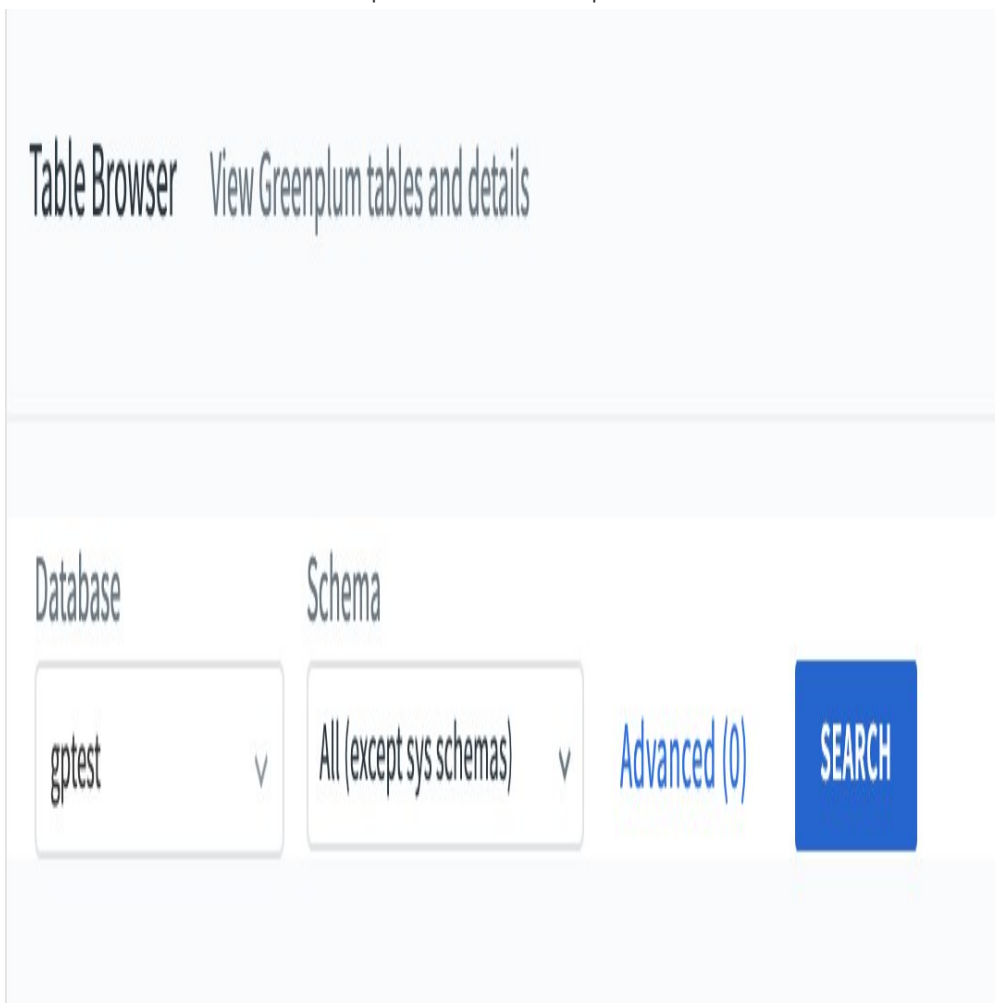 Table Browser View Greenplum tables and details
Database Schema
gptest All (except sys schemas) Advanced (0) SEARCH